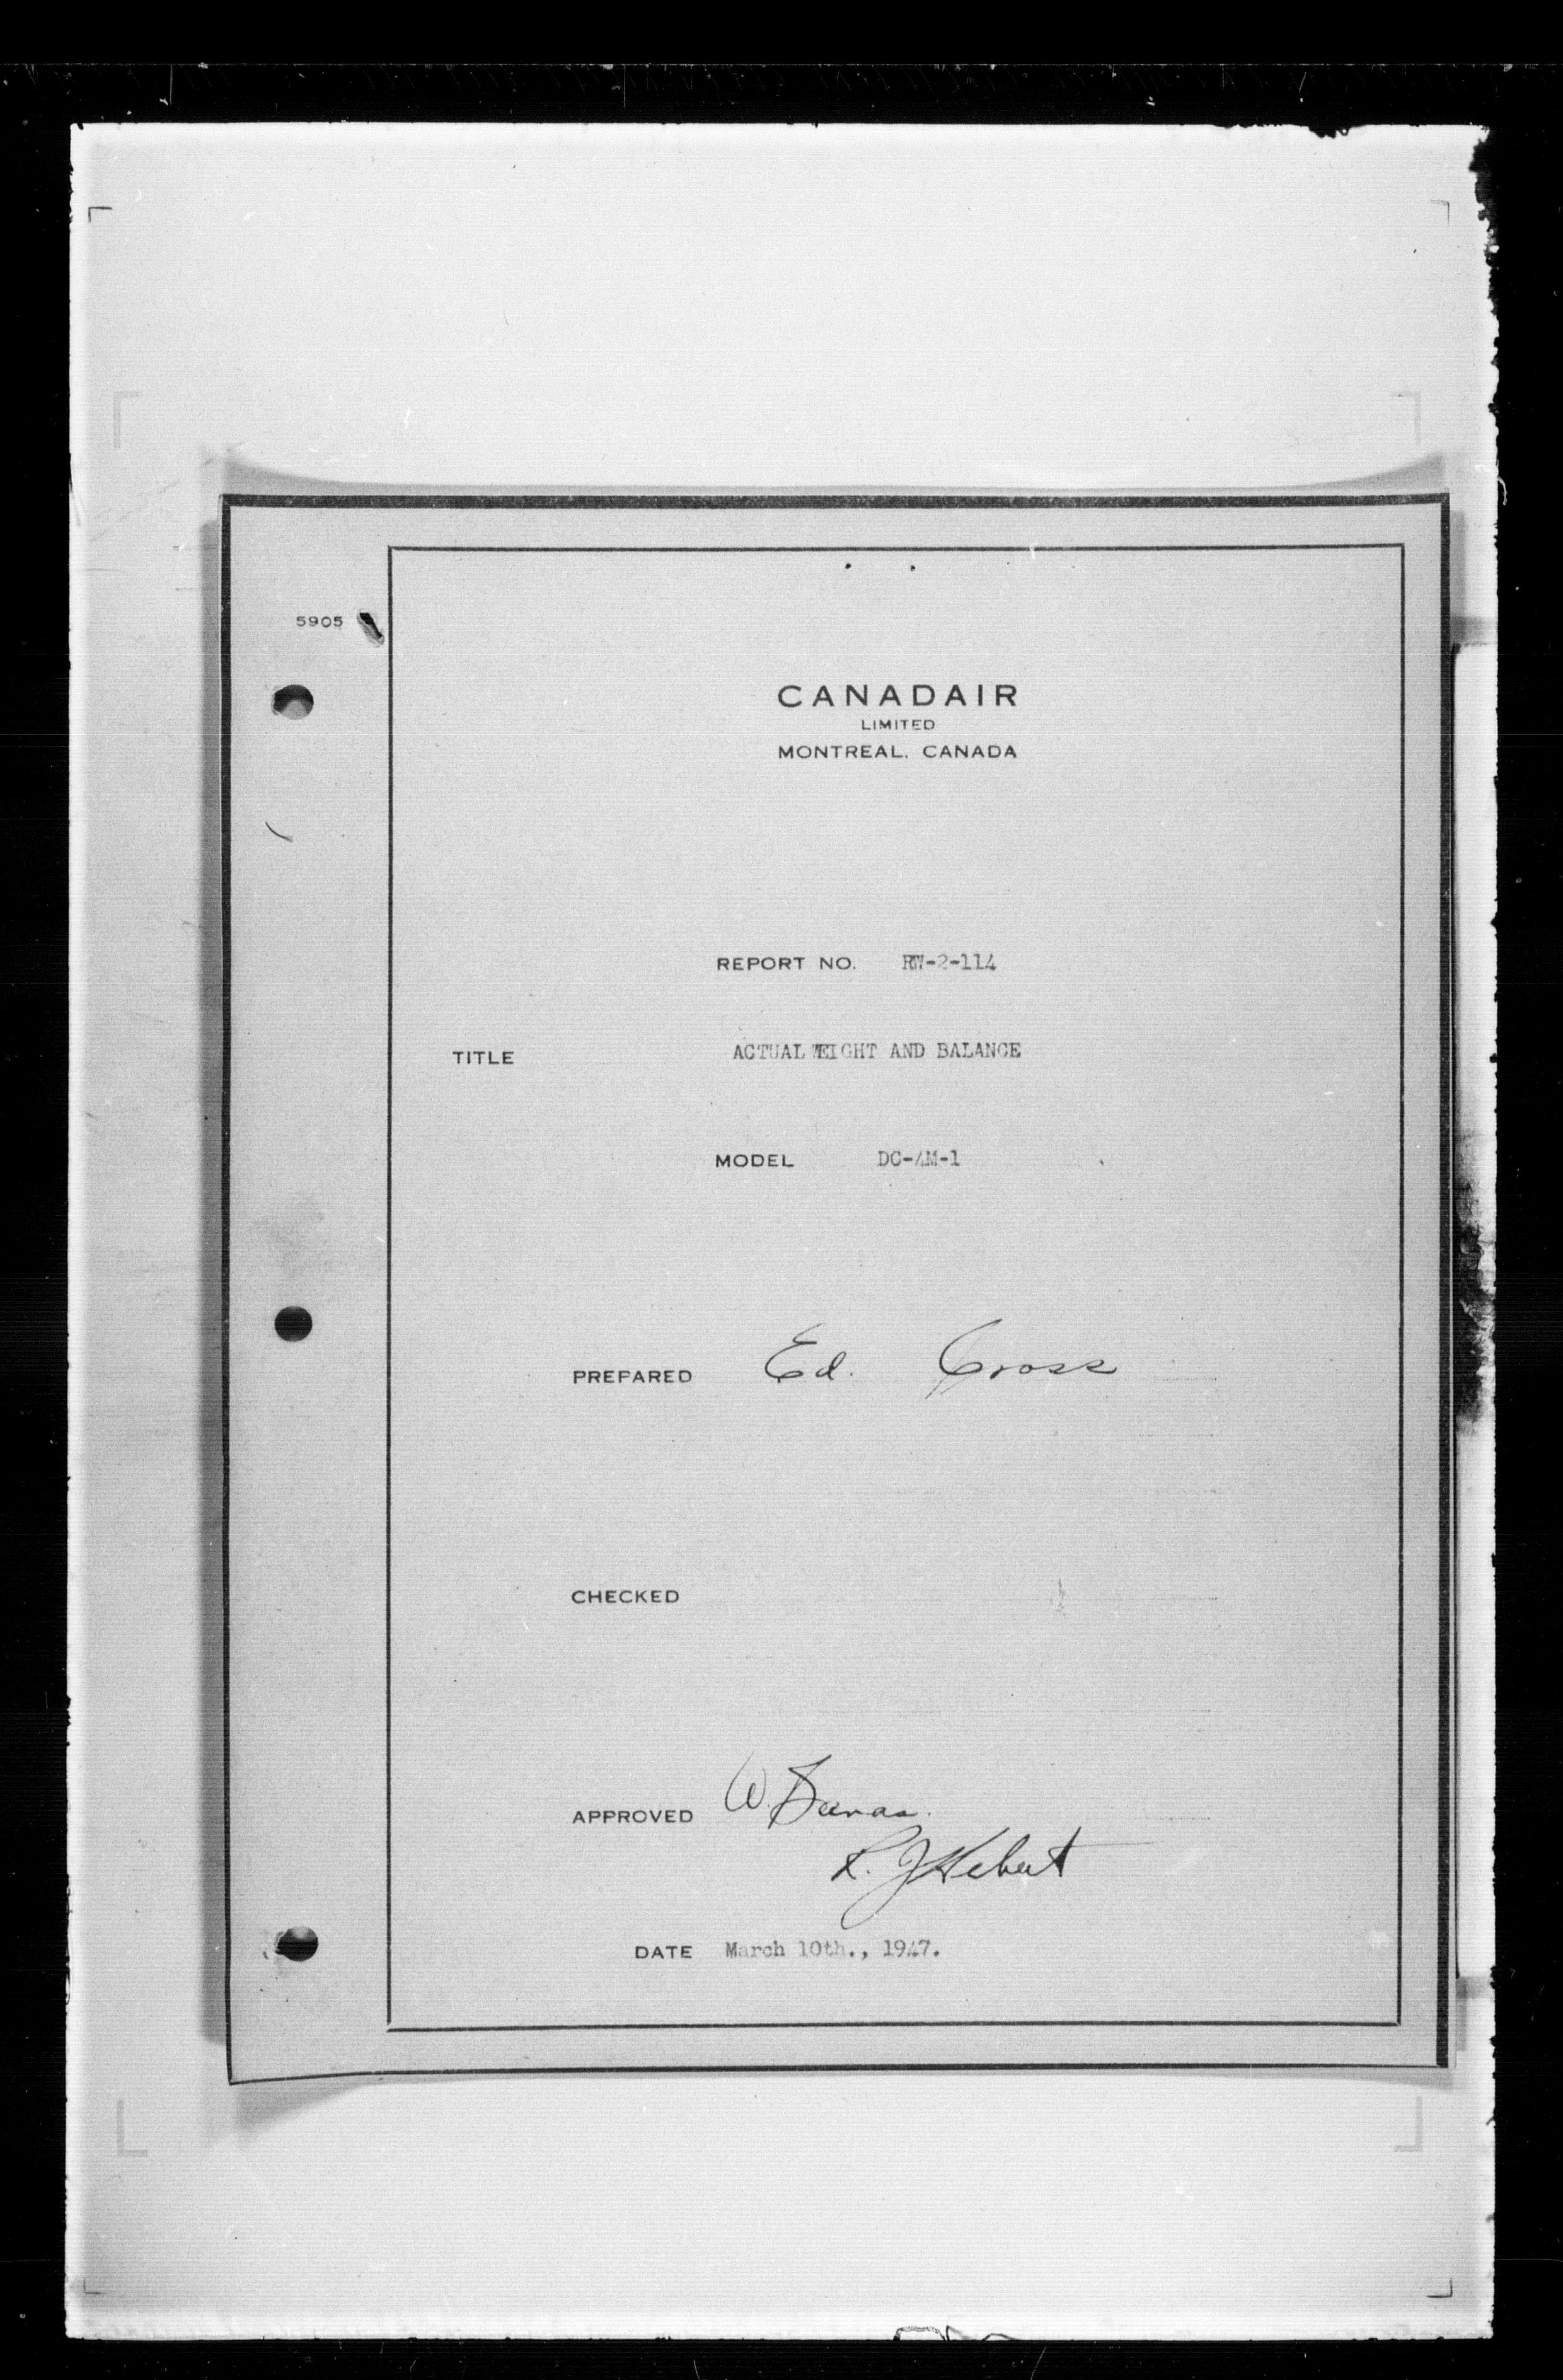 5905
CANADAIR
LIMITED
MONTREAL, CANADA
REPORT NO. RW-2-114
TITLE ACTUAL WEIGHT AND BALANCE
MODEL DC-4M-1
PREPARED Ed. Cross
CHECKED
APPROVED W.
R. J. Hebert
DATE March 10th., 1947.